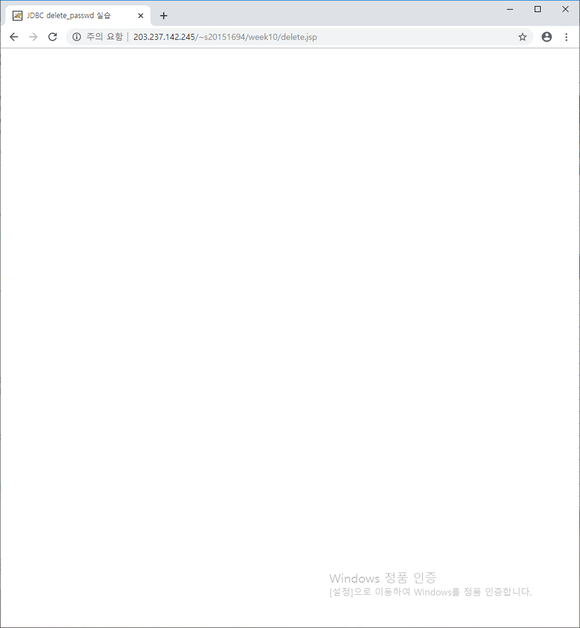 JDBC delete_passwd 실습
주의 요함 | 203.237.142.245/~s20151694/week10/delete.jsp
Windows 정품 인증
[설정]으로 이동하여 Windows를 정품 인증합니다.